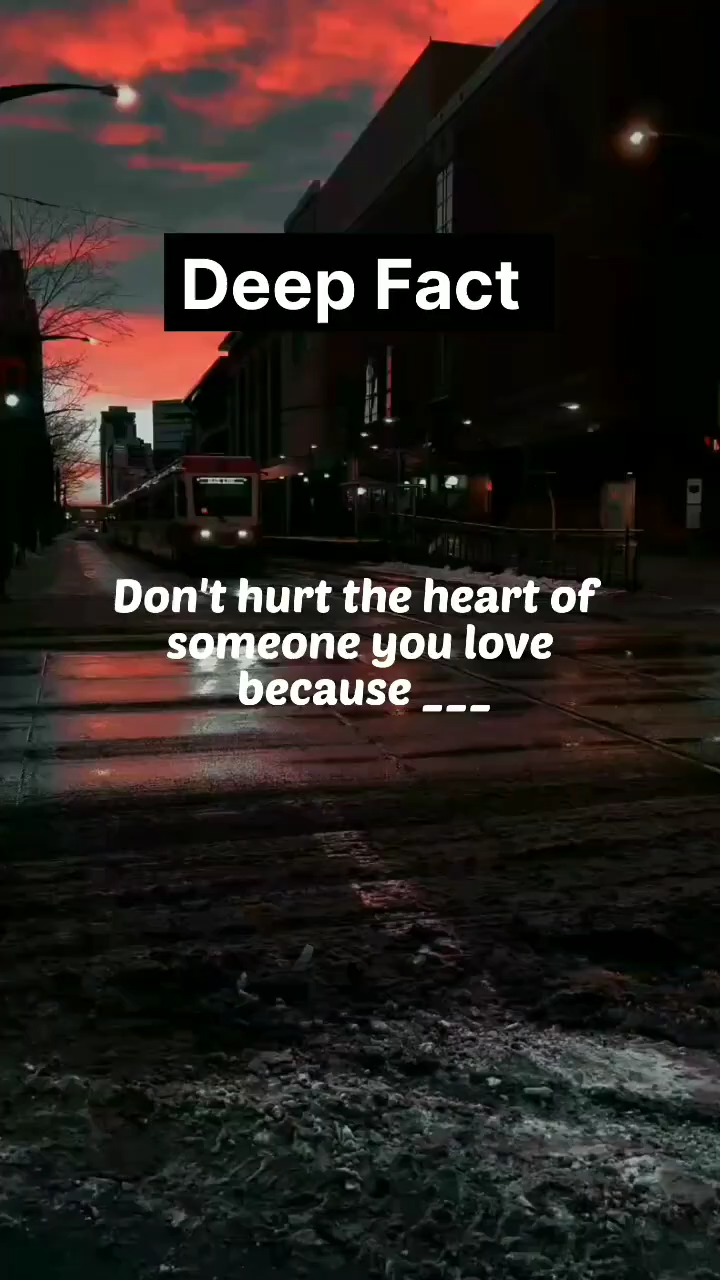 Deep Fact
Don't hurt the heart of
someone you love
because ___